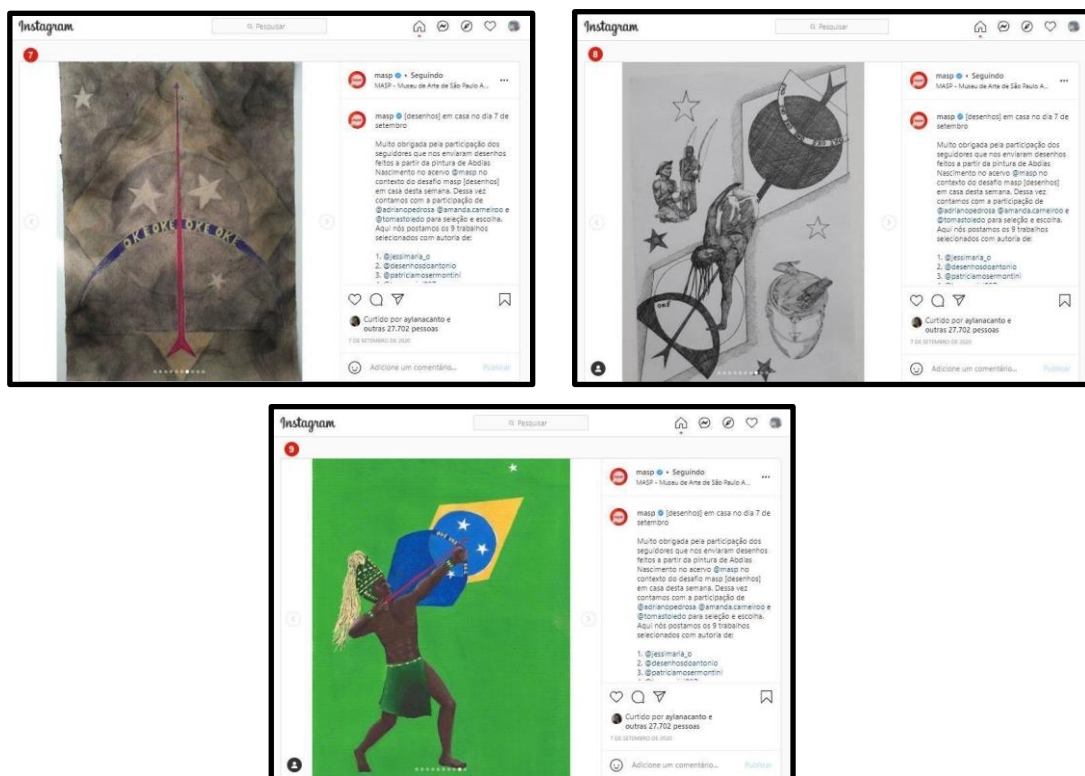 Instagram
Pesquisar
7
masp • Seguindo
MASP - Museu de Arte de São Paulo A...
masp [desenhos] em casa no dia 7 de
setembro
Muito obrigada pela participação dos
seguidores que nos enviaram desenhos
feitos a partir da pintura de Abdias
Nascimento no acervo @masp no
contexto do desafio masp [desenhos]
em casa desta semana. Dessa vez
contamos com a participação de
@adrianopedrosa @amanda.carneiroo e
@tomastoledo para seleção e escolha.
Aqui nós postamos os 9 trabalhos
selecionados com autoria de:
1. @jessimaria_o
2. @desenhosdoantonio
3. @patriciamosermontini
Curtido por aylanacanto e
outras 27.702 pessoas
7 DE SETEMBRO DE 2020
Adicione um comentário...
Publicar
OKE OKE OKE OKE
Instagram
Pesquisar
8
masp • Seguindo
MASP - Museu de Arte de São Paulo A...
masp [desenhos] em casa no dia 7 de
setembro
Muito obrigada pela participação dos
seguidores que nos enviaram desenhos
feitos a partir da pintura de Abdias
Nascimento no acervo @masp no
contexto do desafio masp [desenhos]
em casa desta semana. Dessa vez
contamos com a participação de
@adrianopedrosa @amanda.carneiroo e
@tomastoledo para seleção e escolha.
Aqui nós postamos os 9 trabalhos
selecionados com autoria de:
1. @jessimaria_o
2. @desenhosdoantonio
3. @patriciamosermontini
Curtido por aylanacanto e
outras 27.702 pessoas
7 DE SETEMBRO DE 2020
Adicione um comentário...
Publicar
Instagram
Pesquisar
9
masp • Seguindo
MASP - Museu de Arte de São Paulo A...
masp [desenhos] em casa no dia 7 de
setembro
Muito obrigada pela participação dos
seguidores que nos enviaram desenhos
feitos a partir da pintura de Abdias
Nascimento no acervo @masp no
contexto do desafio masp [desenhos]
em casa desta semana. Dessa vez
contamos com a participação de
@adrianopedrosa @amanda.carneiroo e
@tomastoledo para seleção e escolha.
Aqui nós postamos os 9 trabalhos
selecionados com autoria de:
1. @jessimaria_o
2. @desenhosdoantonio
3. @patriciamosermontini
Curtido por aylanacanto e
outras 27.702 pessoas
7 DE SETEMBRO DE 2020
Adicione um comentário...
Publicar